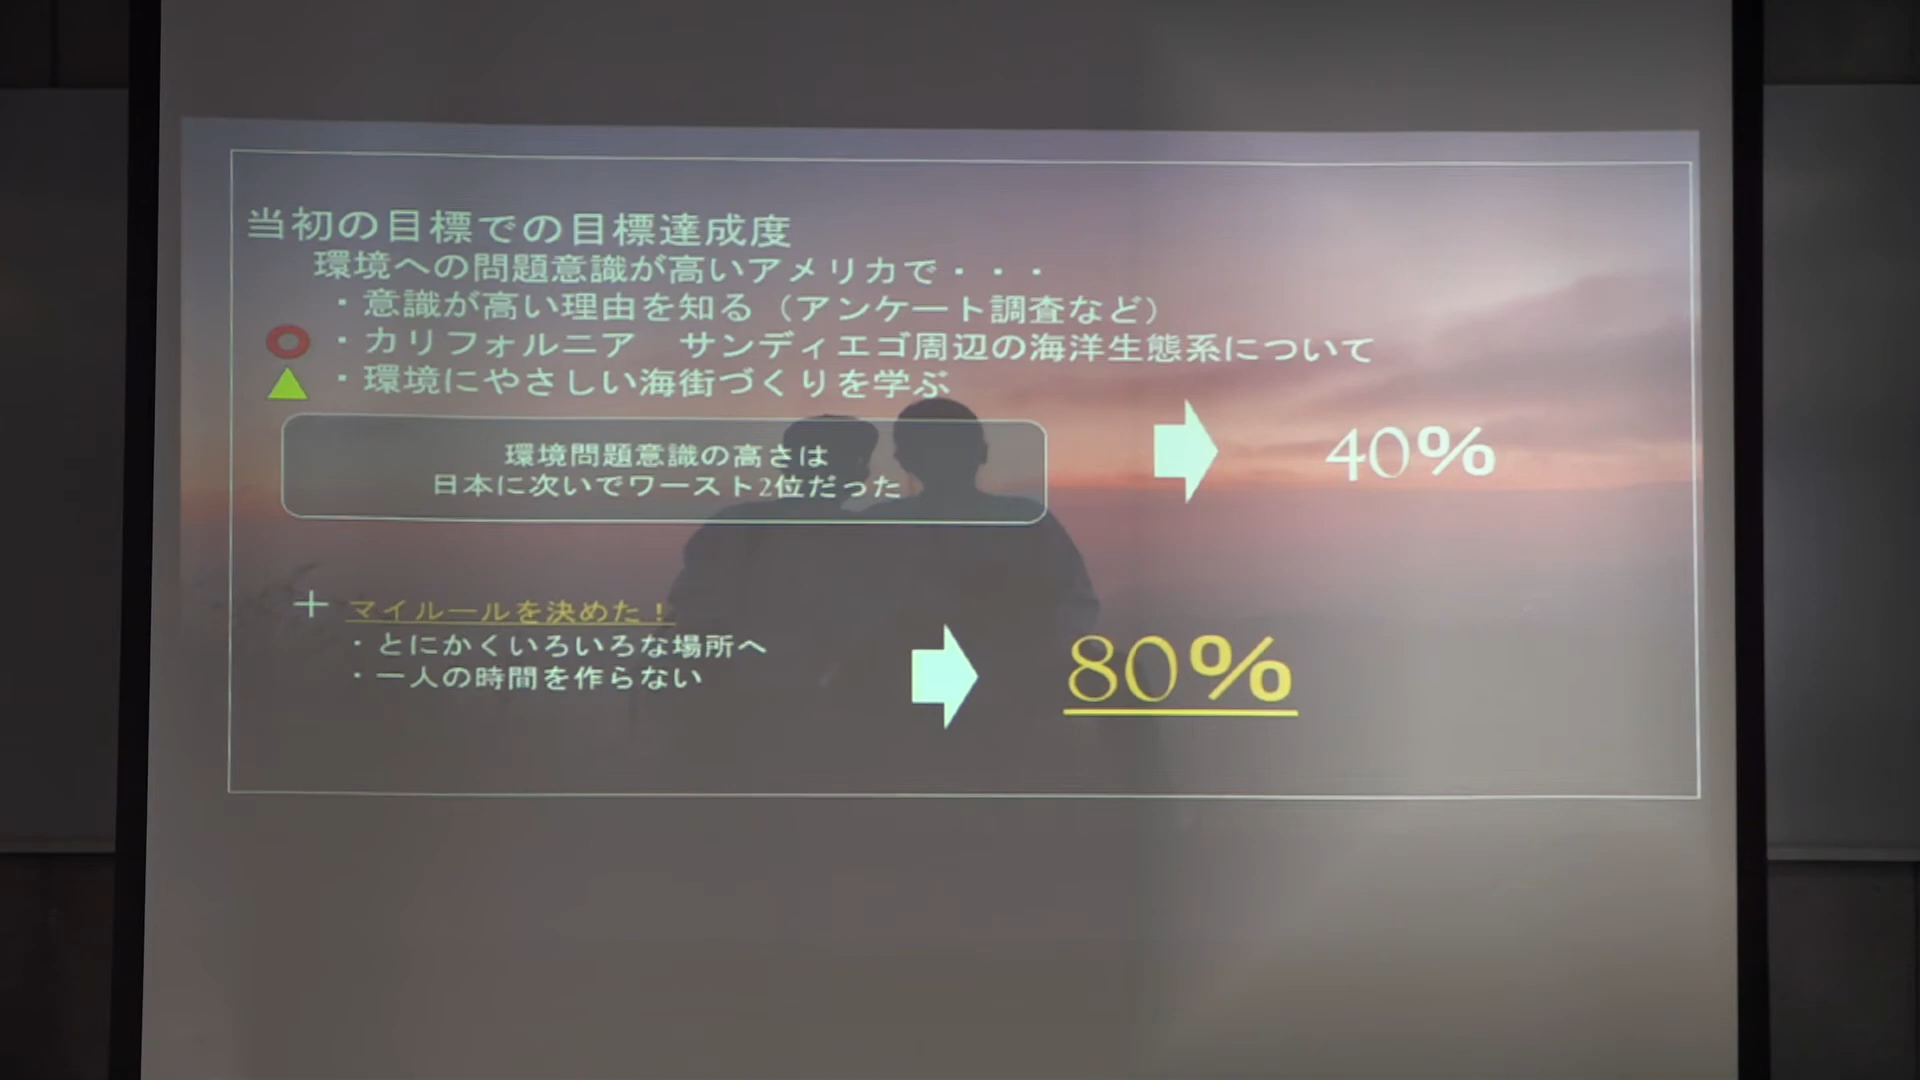 当初の目標での目標達成度
環境への問題意識が高いアメリカで・・・
・意識が高い理由を知る（アンケート調査など）
・カリフォルニア　サンディエゴ周辺の海洋生態系について
・環境にやさしい海街づくりを学ぶ
環境問題意識の高さは
日本に次いでワースト2位だった
40%
＋ マイルールを決めた！
・とにかくいろいろな場所へ
・一人の時間を作らない
80%